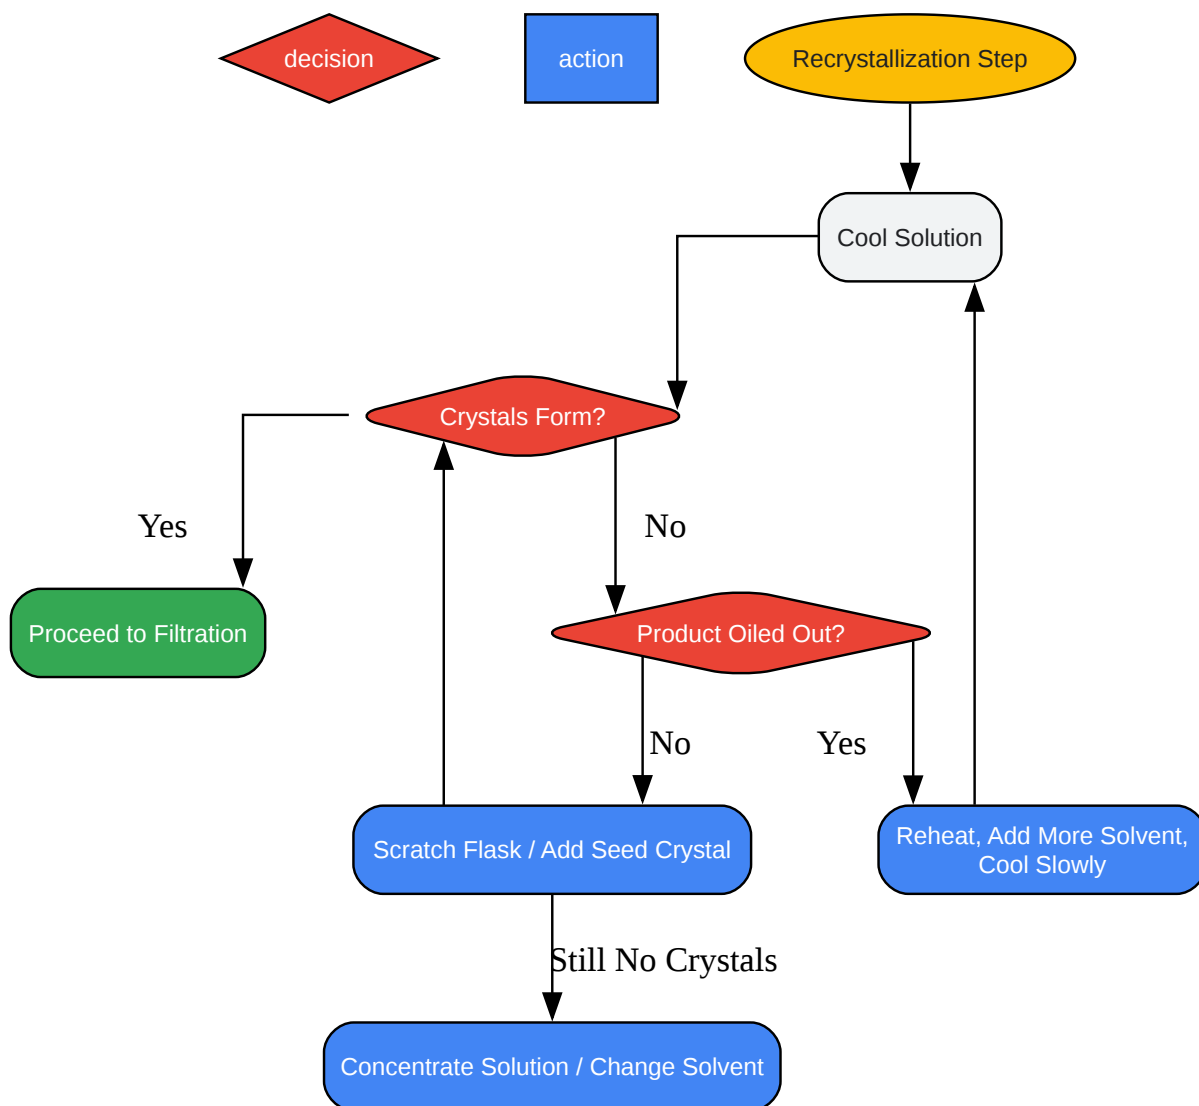 decision
action
Recrystallization Step
Cool Solution
Crystals Form?
Yes
No
Proceed to Filtration
Product Oiled Out?
No
Yes
Scratch Flask / Add Seed Crystal
Reheat, Add More Solvent,
Cool Slowly
Still No Crystals
Concentrate Solution / Change Solvent